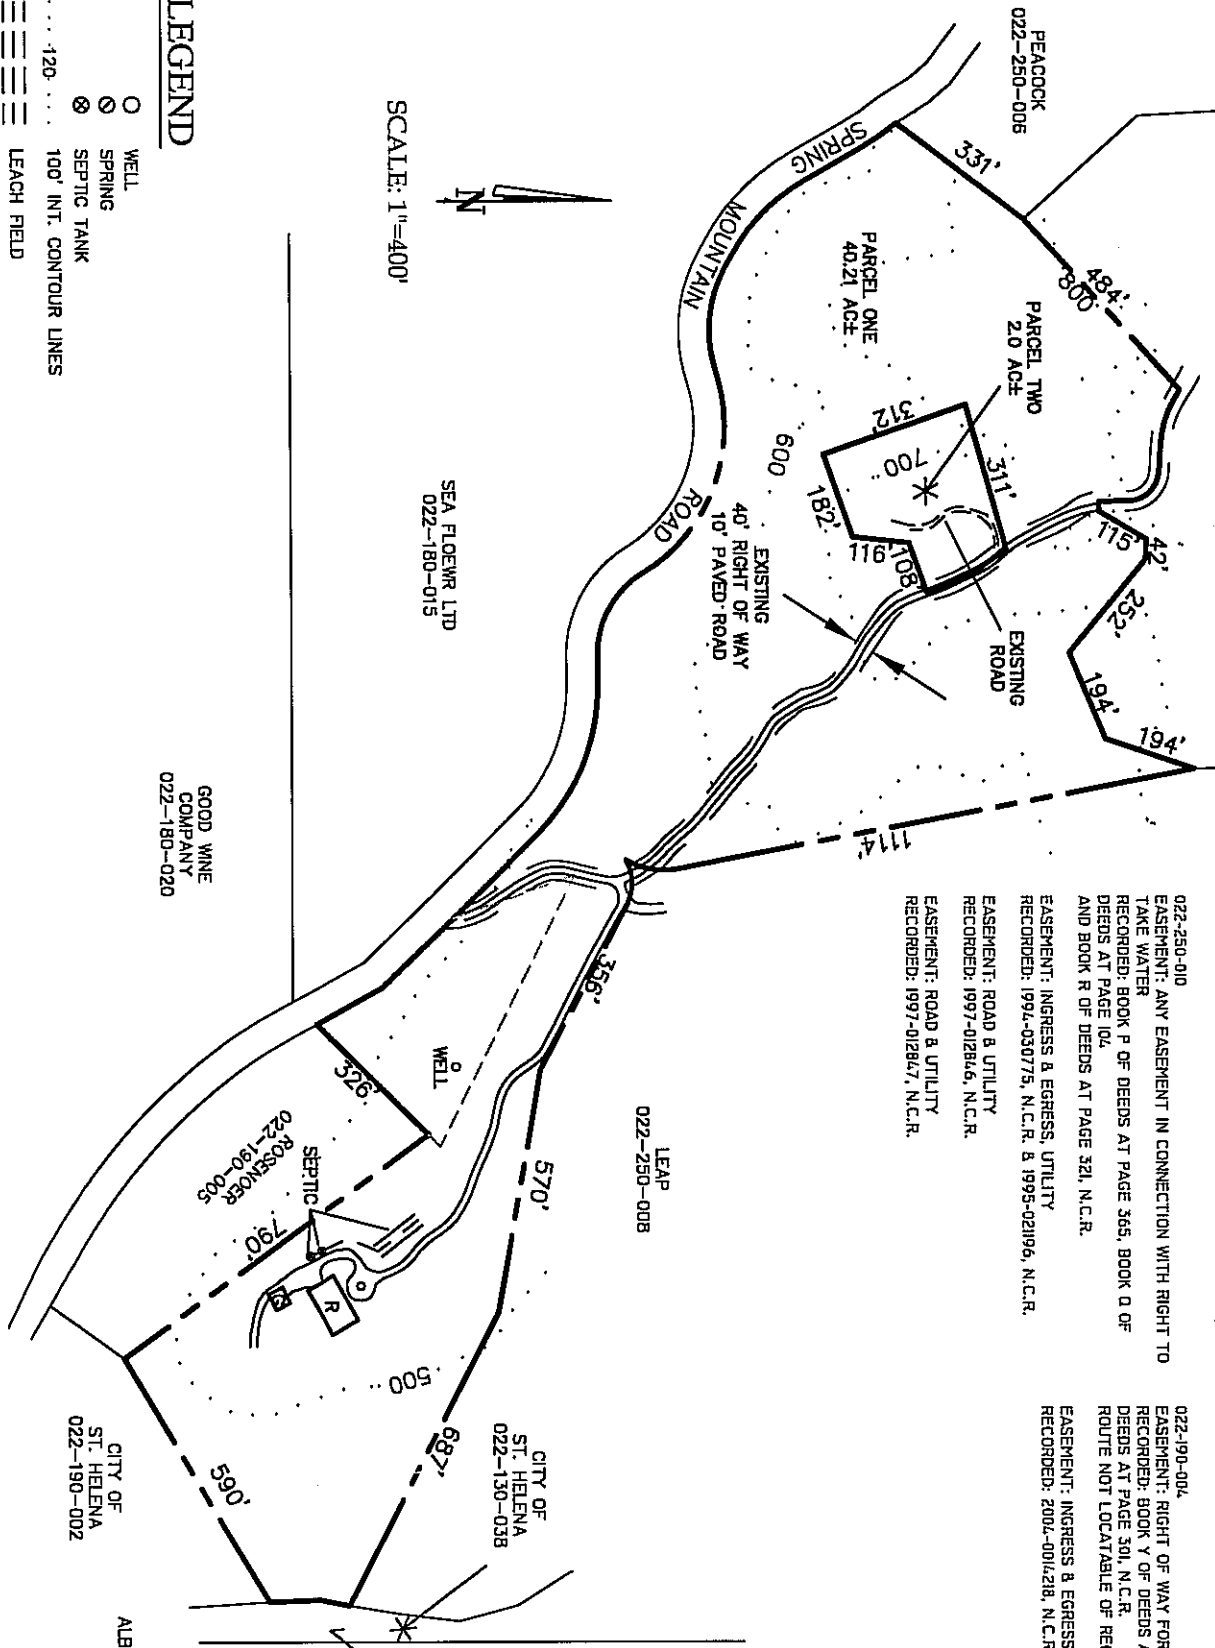 PEACOCK
022-250-006
022-250-010
EASEMENT: ANY EASEMENT IN CONNECTION WITH RIGHT TO
TAKE WATER
RECORDED: BOOK P OF DEEDS AT PAGE 365, BOOK Q OF
DEEDS AT PAGE 104
AND BOOK R OF DEEDS AT PAGE 321, N.C.R.
EASEMENT: INGRESS & EGRESS, UTILITY
RECORDED: 1994-030775, N.C.R. & 1995-021196, N.C.R.
EASEMENT: ROAD & UTILITY
RECORDED: 1997-012846, N.C.R.
EASEMENT: ROAD & UTILITY
RECORDED: 1997-012847, N.C.R.
022-190-004
EASEMENT: RIGHT OF WAY FOR
RECORDED: BOOK Y OF DEEDS A
DEEDS AT PAGE 301, N.C.R.
ROUTE NOT LOCATABLE OF REC
EASEMENT: INGRESS & EGRESS
RECORDED: 2004-0014218, N.C.R
331'
484'
800
PARCEL TWO
2.0 AC±
PARCEL ONE
40.21 AC±
312'
311'
700
182'
116'
108'
115'
42'
252'
194'
194'
1114'
EXISTING
ROAD
600
EXISTING
40' RIGHT OF WAY
10' PAVED ROAD
SPRING
MOUNTAIN
ROAD
SEA FLOEWR LTD
022-180-015
GOOD WINE
COMPANY
022-180-020
356'
LEAP
022-250-008
WELL
326'
570'
ROSENOER
022-190-005
SEPTIC
790'
R
G
500
687'
590'
CITY OF
ST. HELENA
022-130-038
CITY OF
ST. HELENA
022-190-002
ALB
N
SCALE: 1"=400'
LEGEND
WELL
SPRING
SEPTIC TANK
120 100' INT. CONTOUR LINES
LEACH FIELD